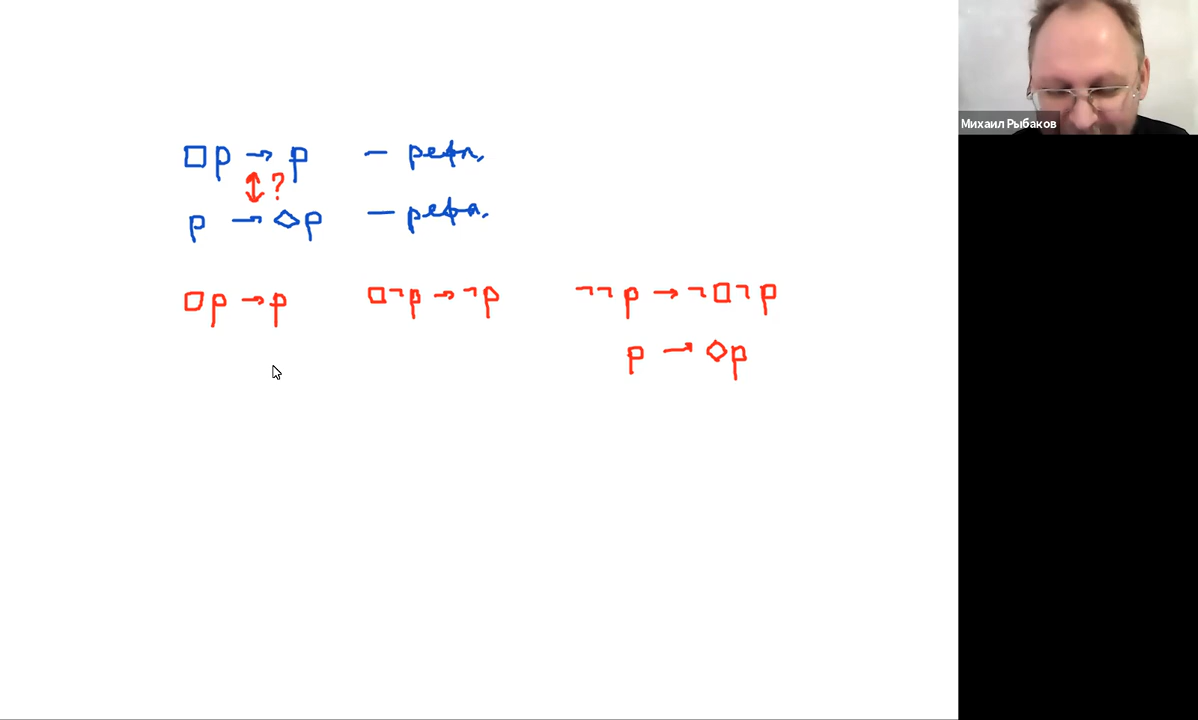 □p → p — рефл.
↕ ?
p → ◇p — рефл.
□p → p □¬p → ¬p ¬¬p → ¬□¬p
p → ◇p
Михаил Рыбаков